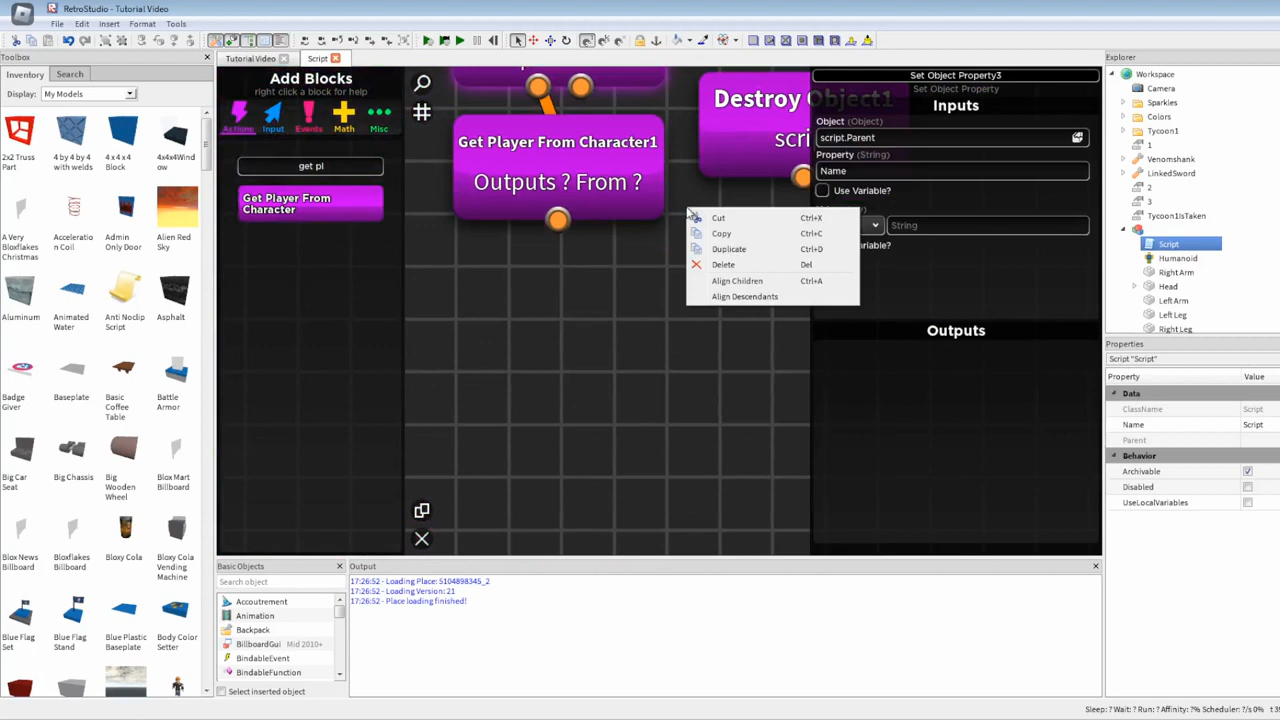 RetroStudio - Tutorial Video
File Edit Insert Format Tools
Toolbox
Inventory Search
Display: My Models
2x2 Truss Part
4 by 4 by 4 with welds
4 x 4 x4 Block
4x4x4Window
A Very Bloxflakes Christmas
Acceleration Coil
Admin Only Door
Alien Red Sky
Aluminum
Animated Water
Anti Noclip Script
Asphalt
Badge Giver
Baseplate
Basic Coffee Table
Battle Armor
Big Car Seat
Big Chassis
Big Wooden Wheel
Blox Mart Billboard
Blox News Billboard
Bloxflakes Billboard
Bloxy Cola
Bloxy Cola Vending Machine
Blue Flag Set
Blue Flag Stand
Blue Plastic Baseplate
Body Color Setter
Tutorial Video
Script
Add Blocks
right click a block for help
Actions Input Events Math Misc
get pl
Get Player From Character
Get Player From Character1
Outputs ? From ?
Destroy Object1
scri
Cut Ctrl+X
Copy Ctrl+C
Duplicate Ctrl+D
Delete Del
Align Children Ctrl+A
Align Descendants
Set Object Property3
Set Object Property
Inputs
Object (Object)
script.Parent
Property (String)
Name
Use Variable?
String
Outputs
Explorer
Workspace
Camera
Sparkles
Colors
Tycoon1
1
Venomshank
LinkedSword
2
3
Tycoon1IsTaken
Script
Humanoid
Right Arm
Head
Left Arm
Left Leg
Right Leg
Properties
Script "Script"
Property Value
Data
ClassName Script
Name Script
Parent
Behavior
Archivable
Disabled
UseLocalVariables
Basic Objects
Search object
Accoutrement
Animation
Backpack
BillboardGui Mid 2010+
BindableEvent
BindableFunction
Select inserted object
Output
17:26:52 - Loading Place: 5104898345_2
17:26:52 - Loading Version: 21
17:26:52 - Place loading finished!
Sleep: ? Wait: ? Run: ? Affinity: ?% Scheduler: ?/s 0%